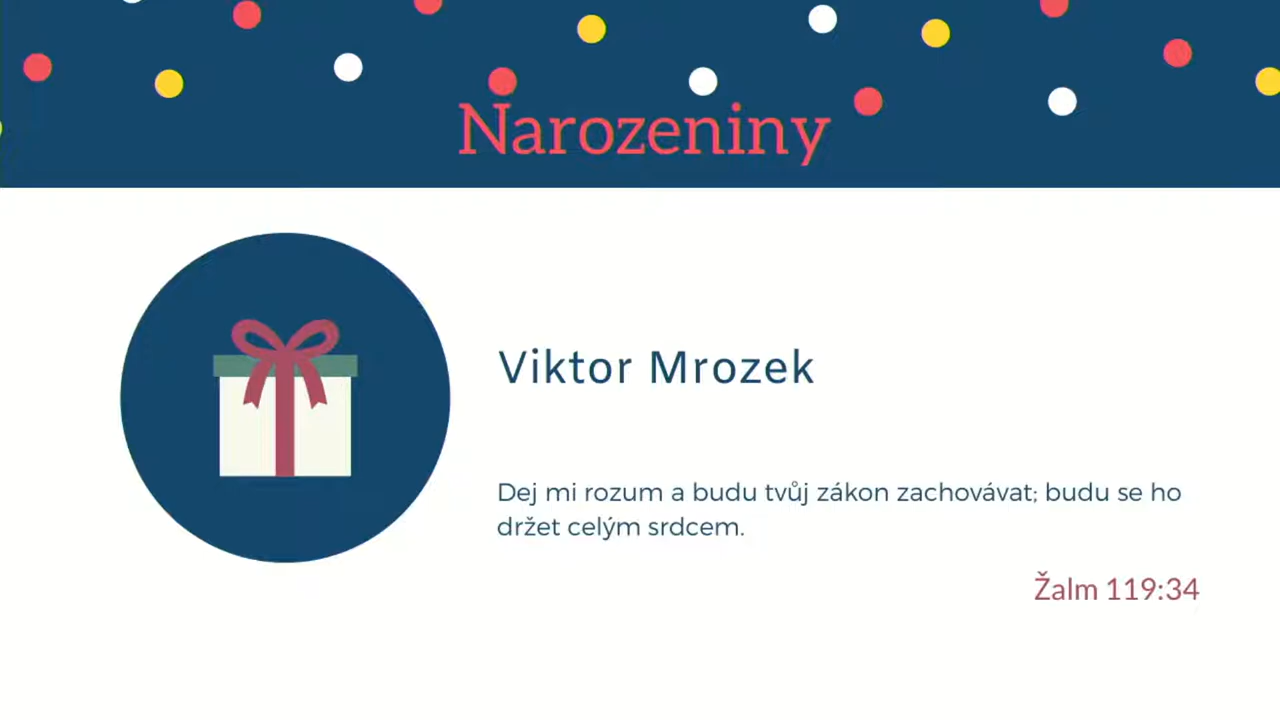 Narozeniny
Viktor Mrozek
Dej mi rozum a budu tvůj zákon zachovávat; budu se ho
držet celým srdcem.
Žalm 119:34